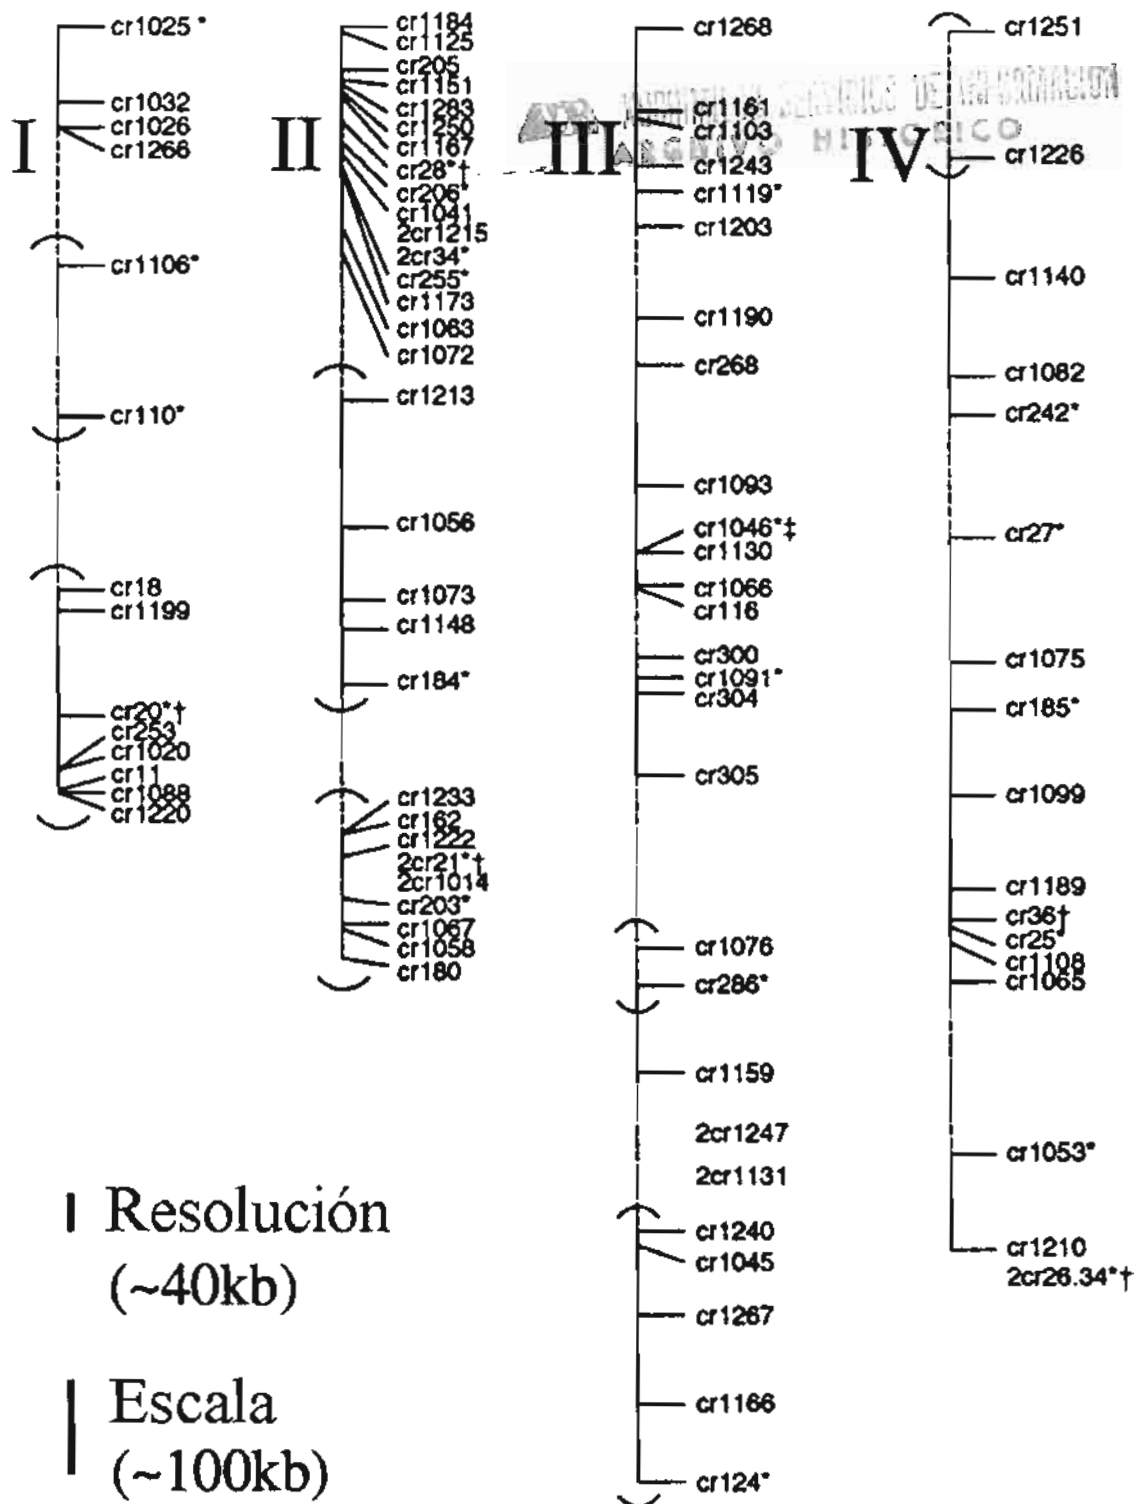 I
cr1025*
cr1032
cr1026
cr1266
cr1106*
cr110*
cr18
cr1199
cr20*†
cr253
cr1020
cr11
cr1088
cr1220
II
cr1184
cr1125
cr205
cr1151
cr1283
cr1250
cr1167
cr28*†
cr206*
cr1041
2cr1215
2cr34*
cr255*
cr1173
cr1063
cr1072
cr1213
cr1056
cr1073
cr1148
cr184*
cr1233
cr162
cr1222
2cr21*†
2cr1014
cr203*
cr1067
cr1058
cr180
III
cr1268
cr1161
cr1103
cr1243
cr1119*
cr1203
cr1190
cr268
cr1093
cr1046*‡
cr1130
cr1066
cr116
cr300
cr1091*
cr304
cr305
cr1076
cr286*
cr1159
2cr1247
2cr1131
cr1240
cr1045
cr1267
cr1166
cr124*
IV
cr1251
cr1226
cr1140
cr1082
cr242*
cr27*
cr1075
cr185*
cr1099
cr1189
cr36†
cr25*
cr1108
cr1065
cr1053*
cr1210
2cr26.34*†
SERVICIOS DE INFORMACION
ARCHIVO HISTORICO
Resolución
(~40kb)
Escala
(~100kb)